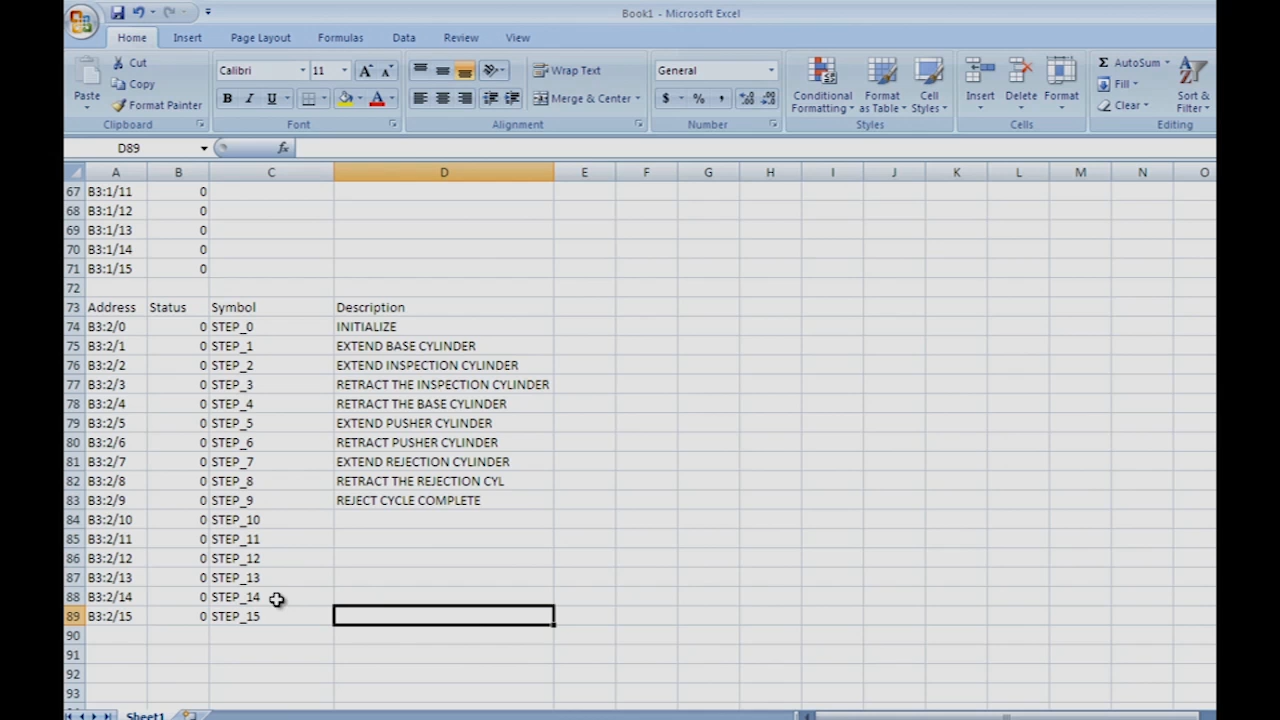 Book1 - Microsoft Excel
Home Insert Page Layout Formulas Data Review View
Paste
Cut
Copy
Format Painter
Clipboard
Calibri 11 A A
B I U A
Font
Wrap Text
Merge & Center
Alignment
General
$ % ,
Number
Conditional Formatting
Format as Table
Cell Styles
Styles
Insert Delete Format
Cells
Σ AutoSum
Fill
Clear
Sort & Filter
Editing
D89 fx
A B C D E F G H I J K L M N O
67 B3:1/11 0
68 B3:1/12 0
69 B3:1/13 0
70 B3:1/14 0
71 B3:1/15 0
72
73 Address Status Symbol Description
74 B3:2/0 0 STEP_0 INITIALIZE
75 B3:2/1 0 STEP_1 EXTEND BASE CYLINDER
76 B3:2/2 0 STEP_2 EXTEND INSPECTION CYLINDER
77 B3:2/3 0 STEP_3 RETRACT THE INSPECTION CYLINDER
78 B3:2/4 0 STEP_4 RETRACT THE BASE CYLINDER
79 B3:2/5 0 STEP_5 EXTEND PUSHER CYLINDER
80 B3:2/6 0 STEP_6 RETRACT PUSHER CYLINDER
81 B3:2/7 0 STEP_7 EXTEND REJECTION CYLINDER
82 B3:2/8 0 STEP_8 RETRACT THE REJECTION CYL
83 B3:2/9 0 STEP_9 REJECT CYCLE COMPLETE
84 B3:2/10 0 STEP_10
85 B3:2/11 0 STEP_11
86 B3:2/12 0 STEP_12
87 B3:2/13 0 STEP_13
88 B3:2/14 0 STEP_14
89 B3:2/15 0 STEP_15
90
91
92
93
Sheet1